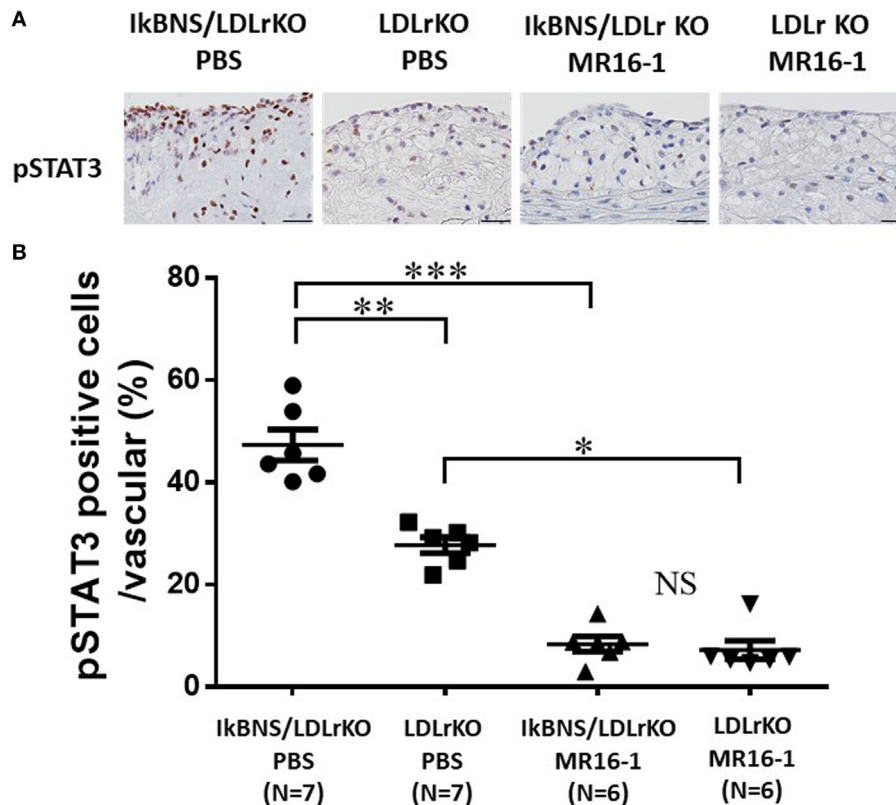 A
IkBNS/LDLrKO
PBS
LDLrKO
PBS
IkBNS/LDLr KO
MR16-1
LDLr KO
MR16-1
pSTAT3
B
pSTAT3 positive cells
/vascular (%)
80
60
40
20
0
***
**
*
NS
IkBNS/LDLrKO
PBS
(N=7)
LDLrKO
PBS
(N=7)
IkBNS/LDLrKO
MR16-1
(N=6)
LDLrKO
MR16-1
(N=6)